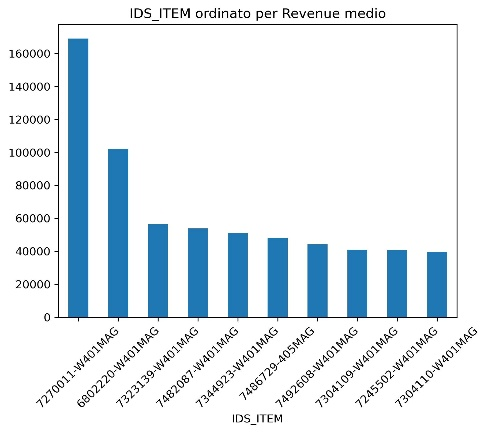 IDS_ITEM ordinato per Revenue medio
160000
140000
120000
100000
80000
60000
40000
20000
0
7270011-W401MAG
6802220-W401MAG
7323139-W401MAG
7482087-W401MAG
7344923-W401MAG
7486729-405MAG
7492608-W401MAG
7304109-W401MAG
7245502-W401MAG
7304110-W401MAG
IDS_ITEM